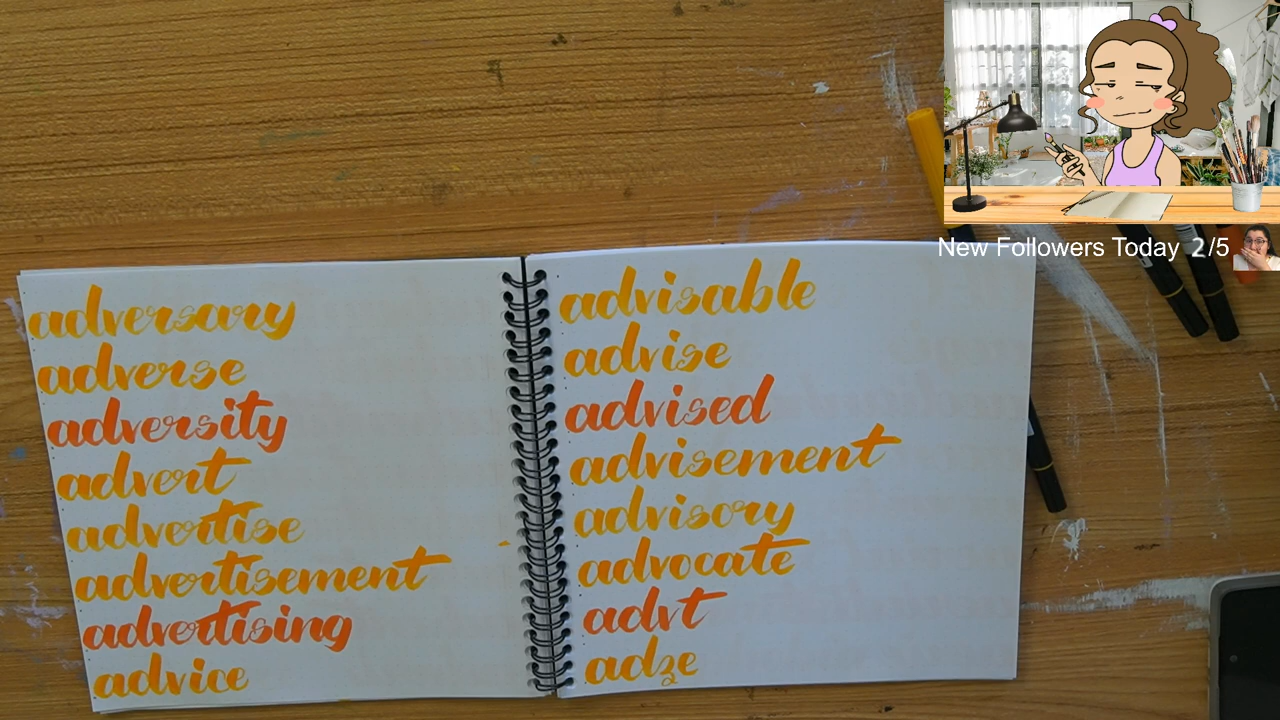 New Followers Today 2/5
adversary
adverse
adversity
advert
advertise
advertisement
advertising
advice
advisable
advise
advised
advisement
advisory
advocate
advt
adze